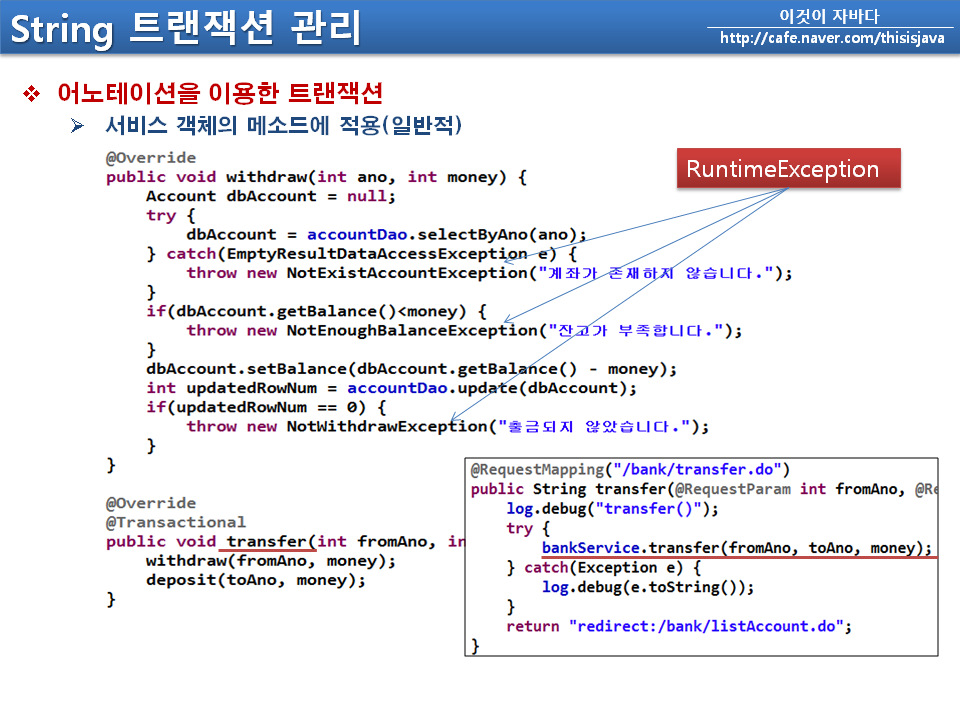 String 트랜잭션 관리
이것이 자바다
http://cafe.naver.com/thisisjava
❖ 어노테이션을 이용한 트랜잭션
➢ 서비스 객체의 메소드에 적용(일반적)
RuntimeException
@Override
public void withdraw(int ano, int money) {
    Account dbAccount = null;
    try {
        dbAccount = accountDao.selectByAno(ano);
    } catch(EmptyResultDataAccessException e) {
        throw new NotExistAccountException("계좌가 존재하지 않습니다.");
    }
    if(dbAccount.getBalance()<money) {
        throw new NotEnoughBalanceException("잔고가 부족합니다.");
    }
    dbAccount.setBalance(dbAccount.getBalance() - money);
    int updatedRowNum = accountDao.update(dbAccount);
    if(updatedRowNum == 0) {
        throw new NotWithdrawException("출금되지 않았습니다.");
    }
}
@Override
@Transactional
public void transfer(int fromAno, in
    withdraw(fromAno, money);
    deposit(toAno, money);
}
@RequestMapping("/bank/transfer.do")
public String transfer(@RequestParam int fromAno, @Re
    log.debug("transfer()");
    try {
        bankService.transfer(fromAno, toAno, money);
    } catch(Exception e) {
        log.debug(e.toString());
    }
    return "redirect:/bank/listAccount.do";
}